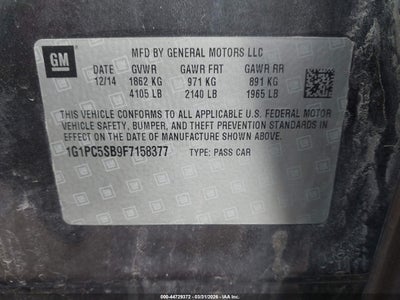 GM
MFD BY GENERAL MOTORS LLC
DATE GVWR GAWR FRT GAWR RR
12/14 1862 KG 971 KG 891 KG
4105 LB 2140 LB 1965 LB
THIS VEHICLE CONFORMS TO ALL APPLICABLE U.S. FEDERAL MOTOR
VEHICLE SAFETY, BUMPER, AND THEFT PREVENTION STANDARDS IN
EFFECT ON THE DATE OF MANUFACTURE SHOWN ABOVE.
1G1PC5SB9F7158377 TYPE: PASS CAR
000-44729372 - 03/31/2026 - IAA Inc.